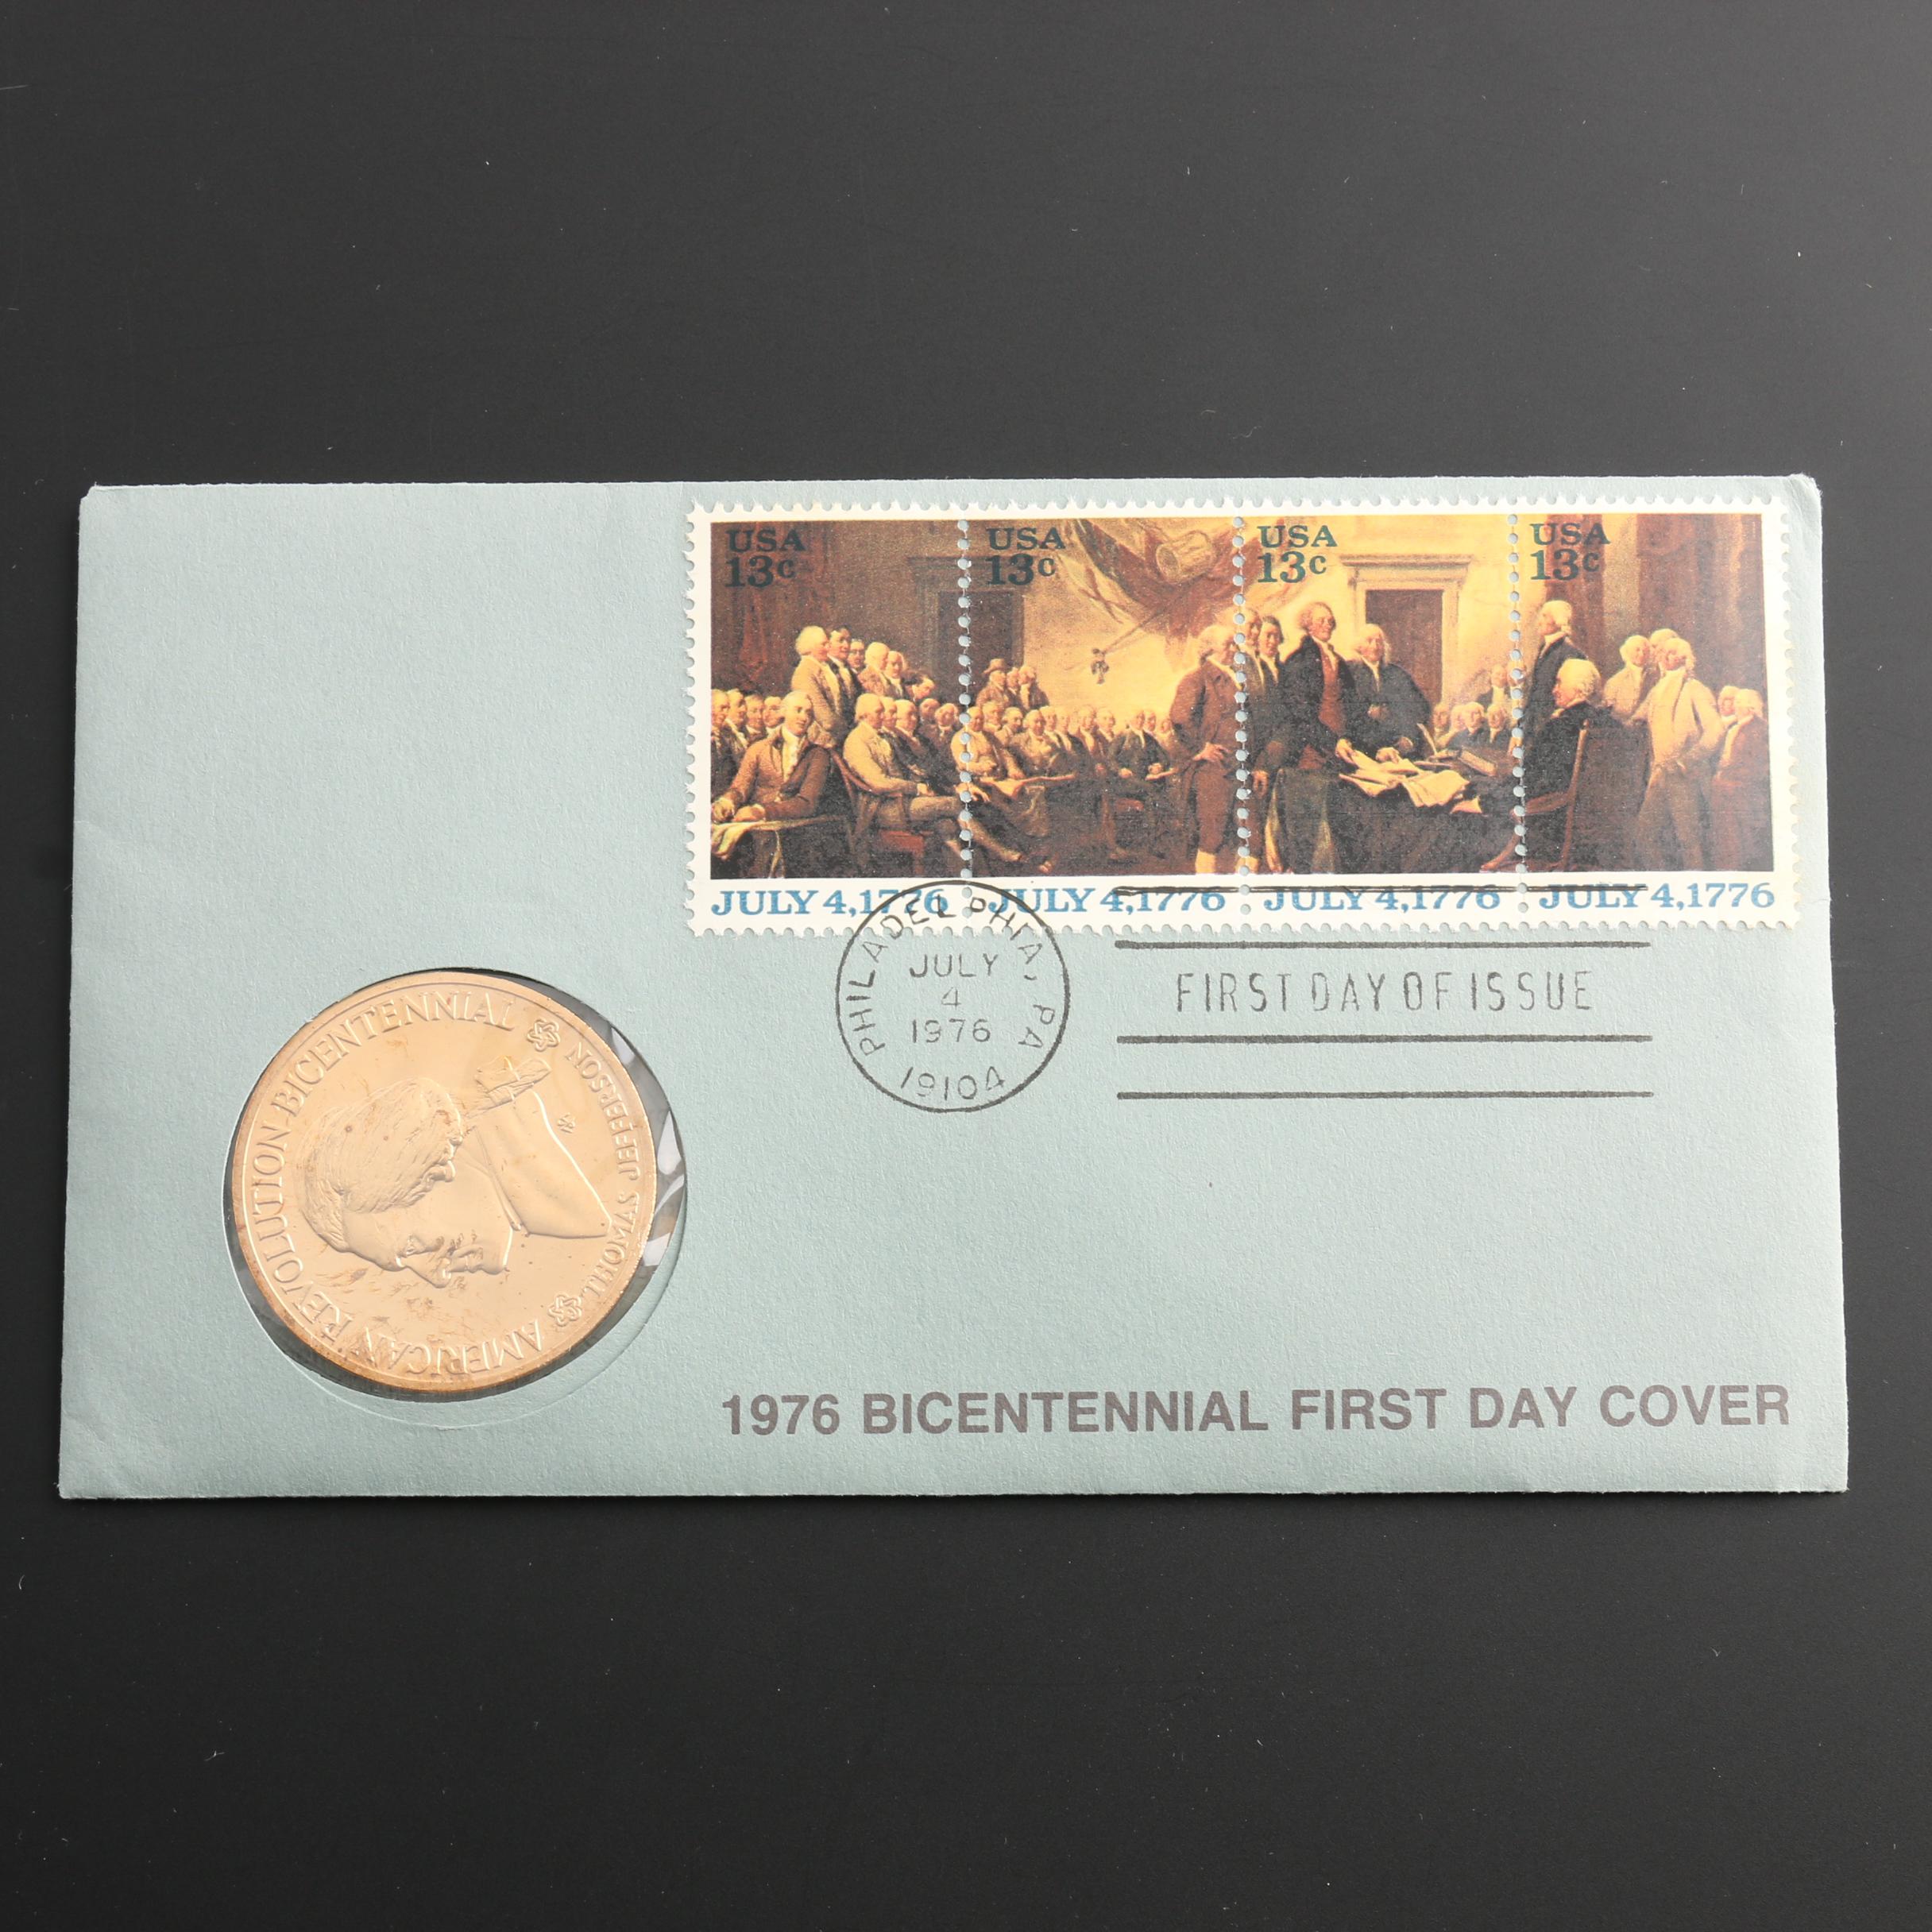 USA
13c
USA
13c
USA
13c
USA
13c
JULY 4,1776
JULY 4,1776
JULY 4,1776
JULY 4,1776
PHILADELPHIA, PA
JULY
4
1976
19104
FIRST DAY OF ISSUE
AMERICAN REVOLUTION BICENTENNIAL
THOMAS JEFFERSON
1976 BICENTENNIAL FIRST DAY COVER